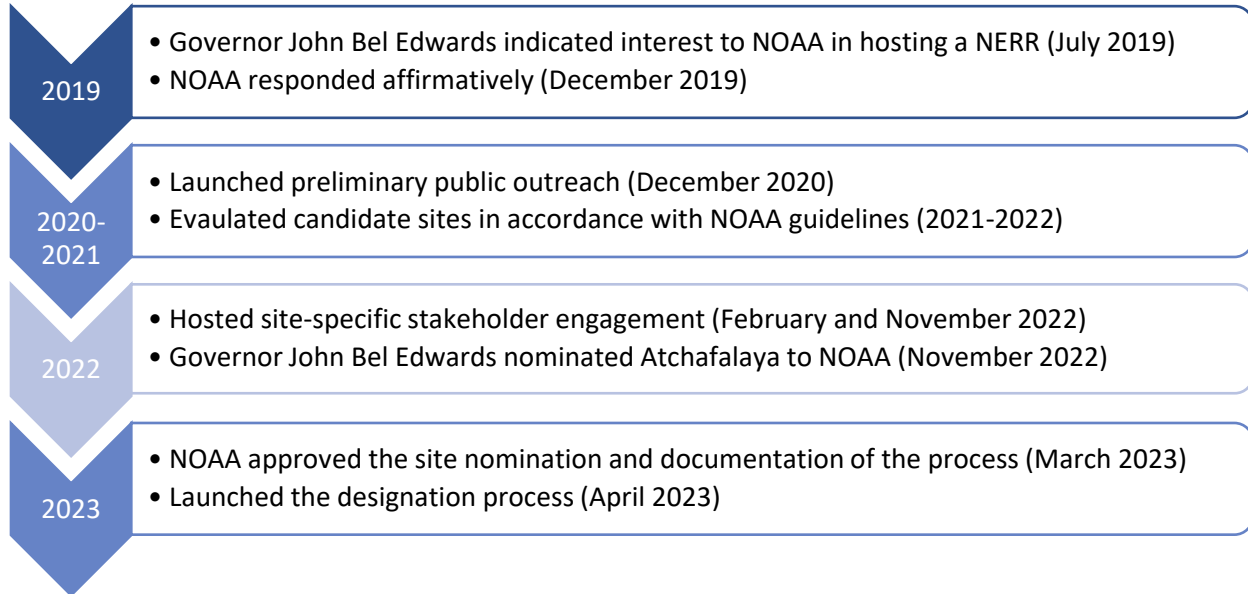 2019
• Governor John Bel Edwards indicated interest to NOAA in hosting a NERR (July 2019)
• NOAA responded affirmatively (December 2019)
2020-
2021
• Launched preliminary public outreach (December 2020)
• Evaulated candidate sites in accordance with NOAA guidelines (2021-2022)
2022
• Hosted site-specific stakeholder engagement (February and November 2022)
• Governor John Bel Edwards nominated Atchafalaya to NOAA (November 2022)
2023
• NOAA approved the site nomination and documentation of the process (March 2023)
• Launched the designation process (April 2023)